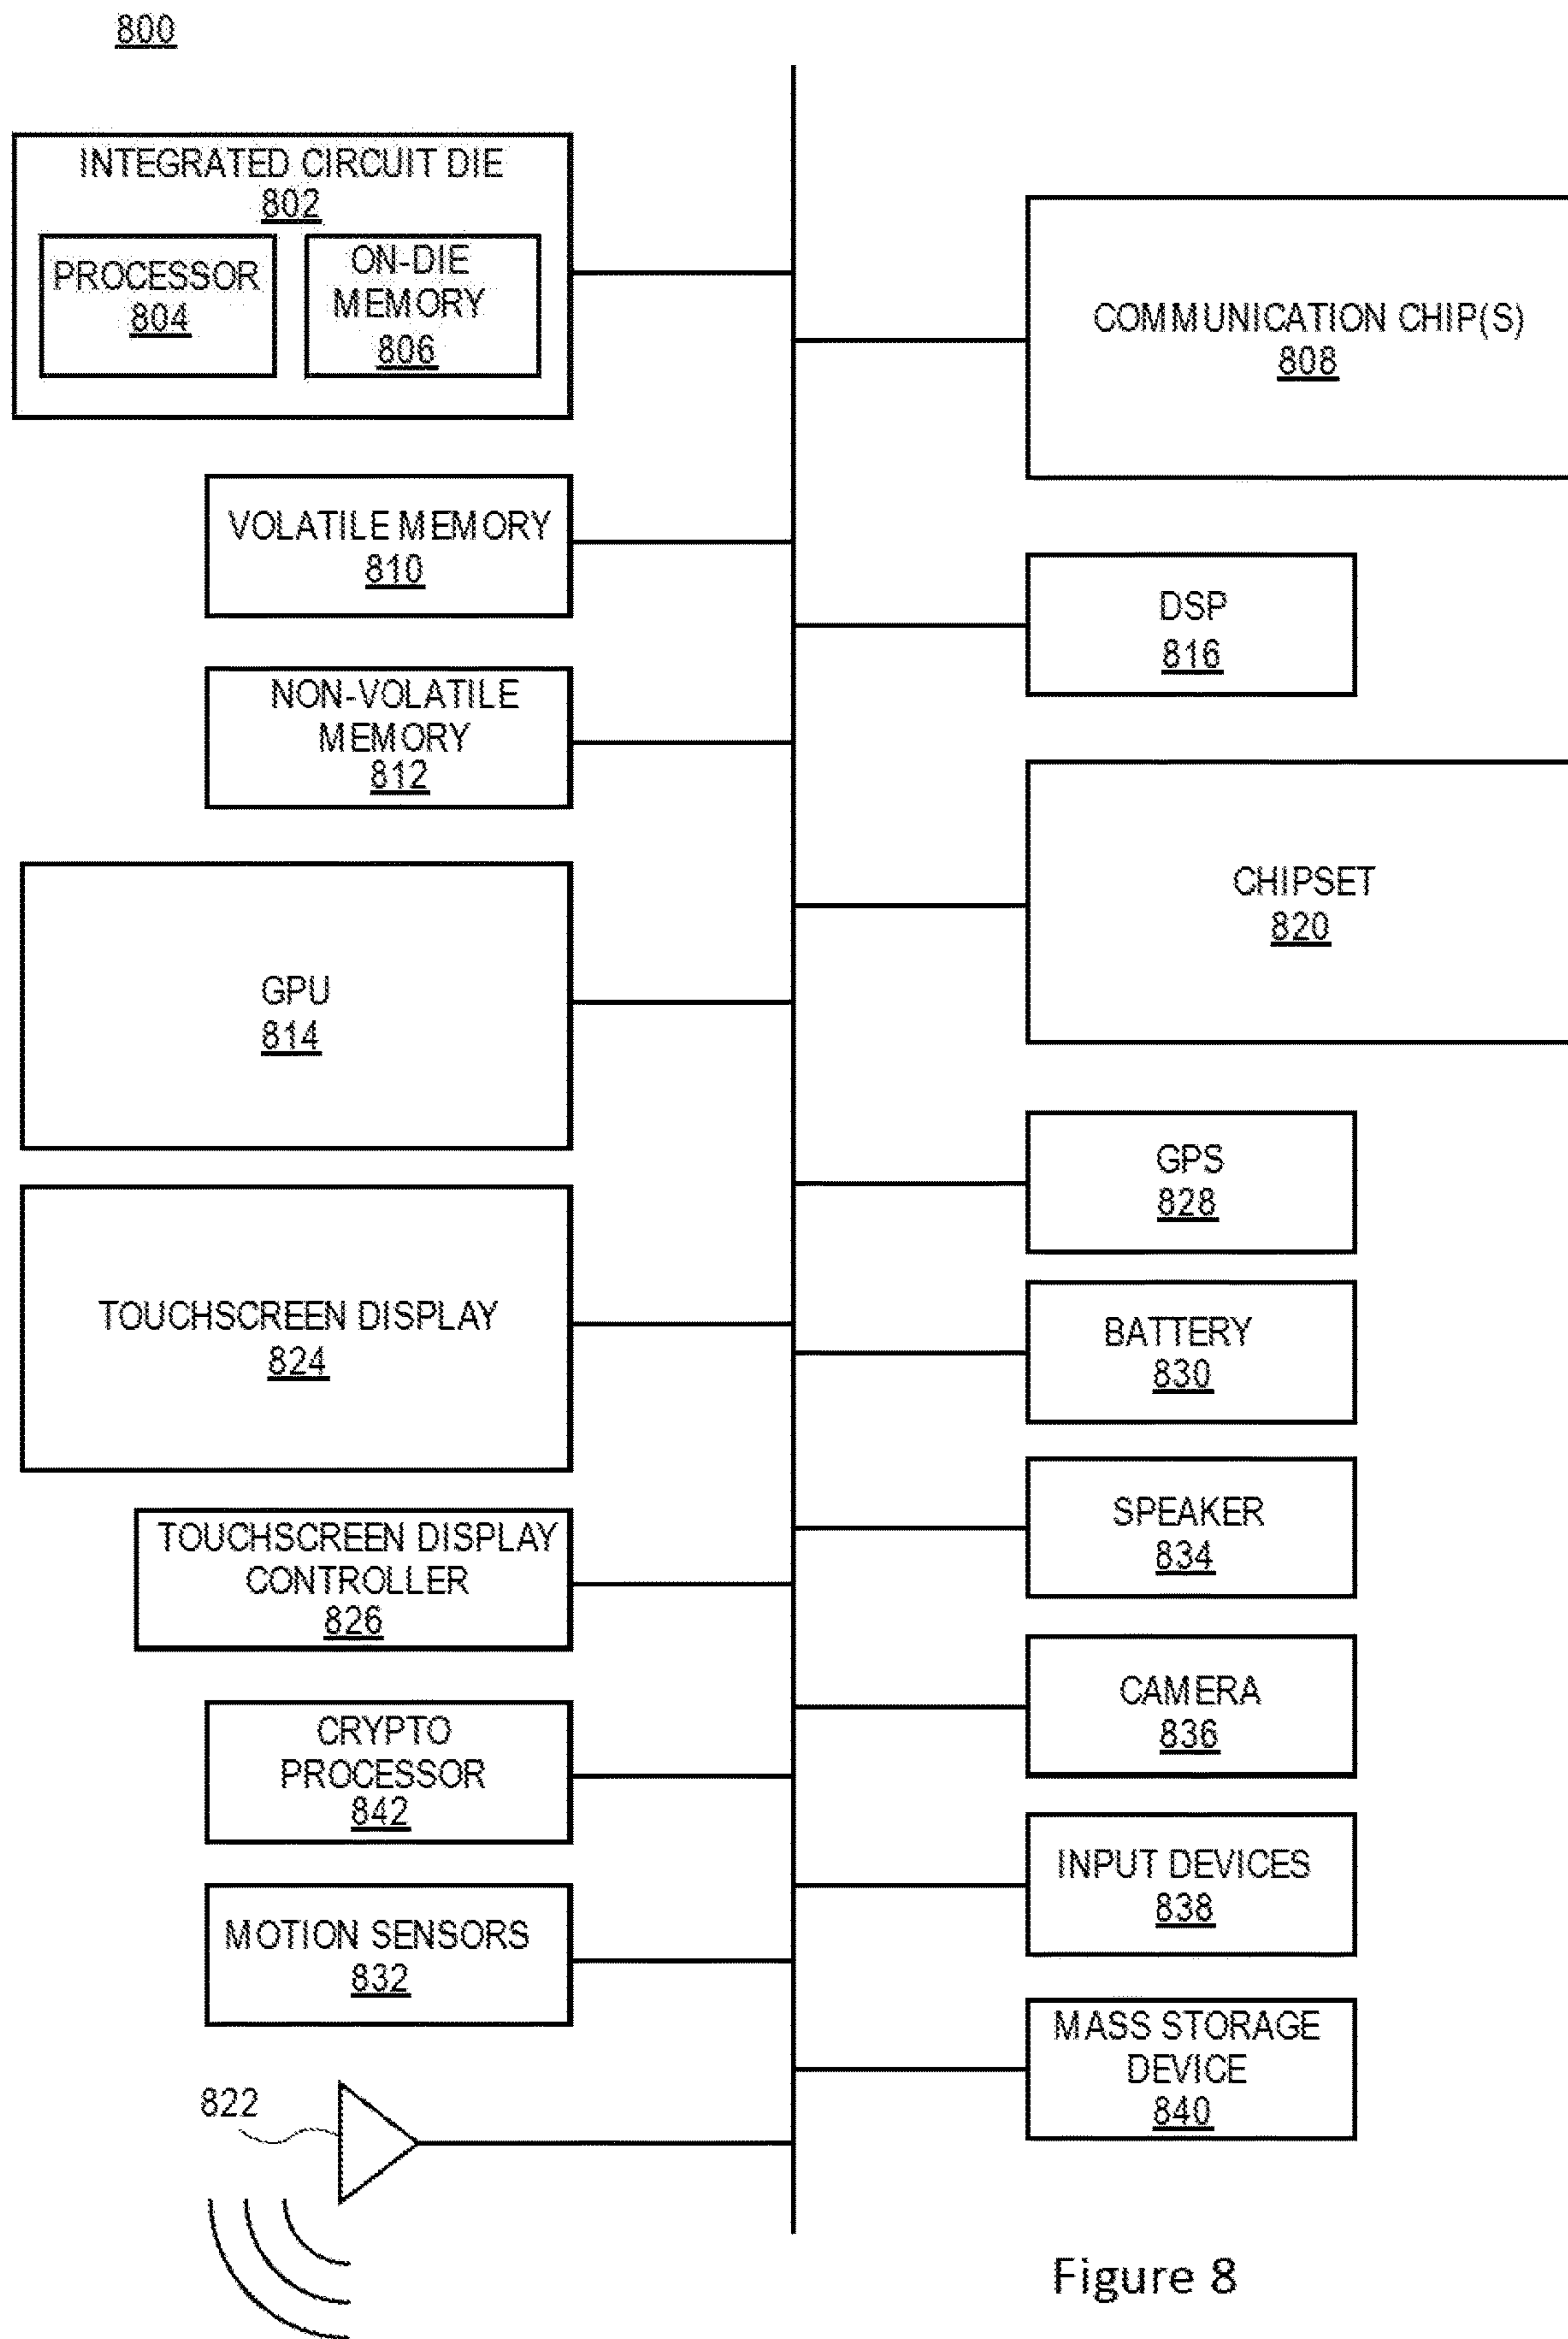 800
INTEGRATED CIRCUIT DIE
802
PROCESSOR
804
ON-DIE
MEMORY
806
VOLATILE MEMORY
810
NON-VOLATILE
MEMORY
812
GPU
814
TOUCHSCREEN DISPLAY
824
TOUCHSCREEN DISPLAY
CONTROLLER
826
CRYPTO
PROCESSOR
842
MOTION SENSORS
832
822
COMMUNICATION CHIP(S)
808
DSP
816
CHIPSET
820
GPS
828
BATTERY
830
SPEAKER
834
CAMERA
836
INPUT DEVICES
838
MASS STORAGE
DEVICE
840
Figure 8